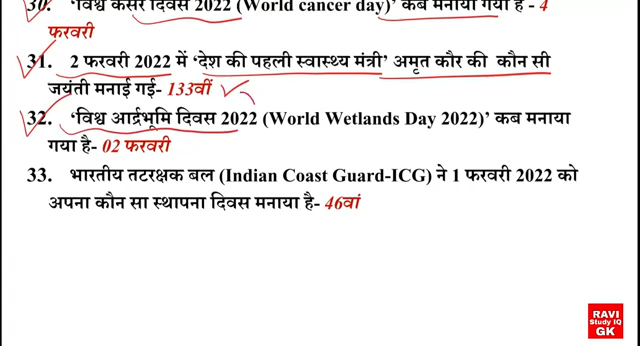 30. ‘विश्व कैंसर दिवस 2022 (World cancer day)’ कब मनाया गया है - 4
फरवरी
31. 2 फरवरी 2022 में ‘देश की पहली स्वास्थ्य मंत्री’ अमृत कौर की कौन सी
जयंती मनाई गई- 133वीं
32. ‘विश्व आर्द्रभूमि दिवस 2022 (World Wetlands Day 2022)’ कब मनाया
गया है- 02 फरवरी
33. भारतीय तटरक्षक बल (Indian Coast Guard-ICG) ने 1 फरवरी 2022 को
अपना कौन सा स्थापना दिवस मनाया है- 46वां
RAVI
Study IQ
GK